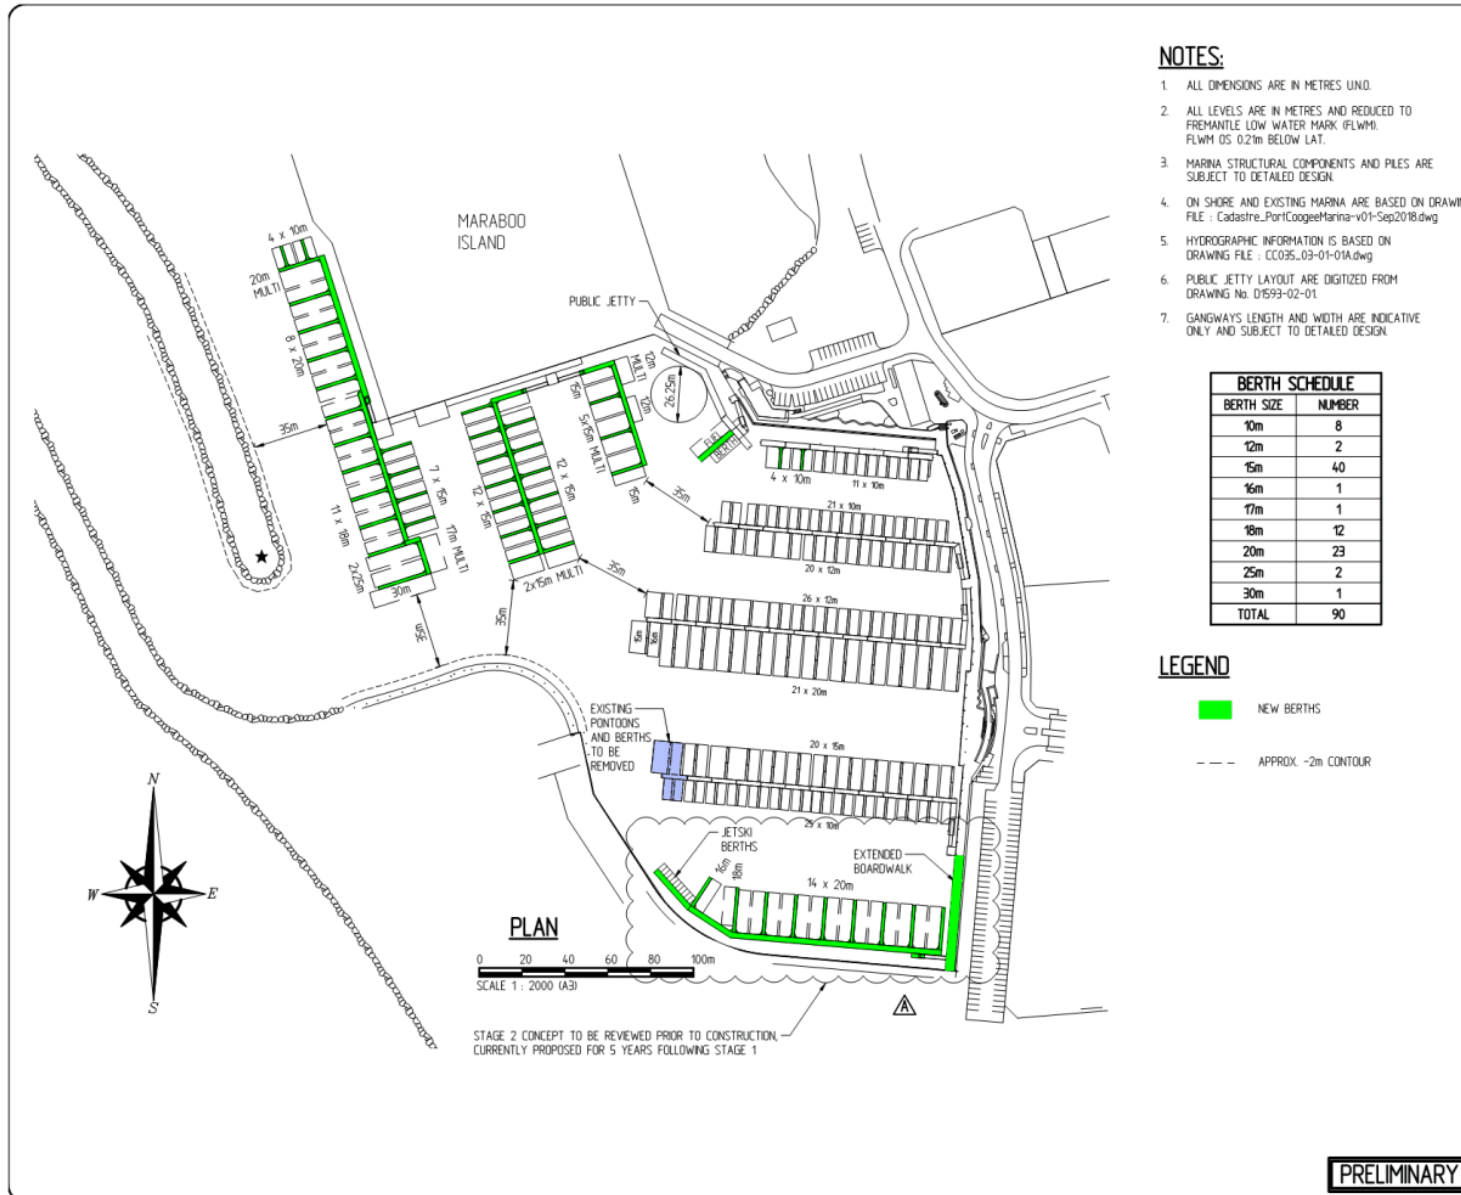 NOTES:
1. ALL DIMENSIONS ARE IN METRES U.N.O.
2. ALL LEVELS ARE IN METRES AND REDUCED TO
FREMANTLE LOW WATER MARK (FLWM).
FLWM OS 0.21m BELOW LAT.
3. MARINA STRUCTURAL COMPONENTS AND PILES ARE
SUBJECT TO DETAILED DESIGN.
4. ON SHORE AND EXISTING MARINA ARE BASED ON
FILE : Cadastre_PortCoogeeMarina-v01-Sep2018.dwg
5. HYDROGRAPHIC INFORMATION IS BASED ON
DRAWING FILE : CC035_03-01-01A.dwg
6. PUBLIC JETTY LAYOUT ARE DIGITIZED FROM
DRAWING No. D1593-02-01.
7. GANGWAYS LENGTH AND WIDTH ARE INDICATIVE
ONLY AND SUBJECT TO DETAILED DESIGN.
BERTH SCHEDULE
BERTH SIZE NUMBER
10m 8
12m 2
15m 40
16m 1
17m 1
18m 12
20m 23
25m 2
30m 1
TOTAL 90
LEGEND
NEW BERTHS
APPROX. -2m CONTOUR
MARABOO
ISLAND
4 x 10m
20m
MULTI
8 x 20m
35m
11 x 18m
7 x 15m
17m MULTI
2x25m
30m
35m
12 x 15m
12 x 15m
2x15m MULTI
35m
35m
PUBLIC JETTY
15m
12m
MULTI
12m
5x15m MULTI
15m
26.25m
FUEL
BERTH
35m
4 x 10m
11 x 10m
21 x 10m
20 x 12m
26 x 12m
15m
16m
21 x 20m
EXISTING
PONTOONS
AND BERTHS
TO BE
REMOVED
20 x 15m
25 x 10m
JETSKI
BERTHS
16m
18m
14 x 20m
EXTENDED
BOARDWALK
A
N
W
E
S
PLAN
0 20 40 60 80 100m
SCALE 1 : 2000 (A3)
STAGE 2 CONCEPT TO BE REVIEWED PRIOR TO CONSTRUCTION,
CURRENTLY PROPOSED FOR 5 YEARS FOLLOWING STAGE 1
PRELIMINARY